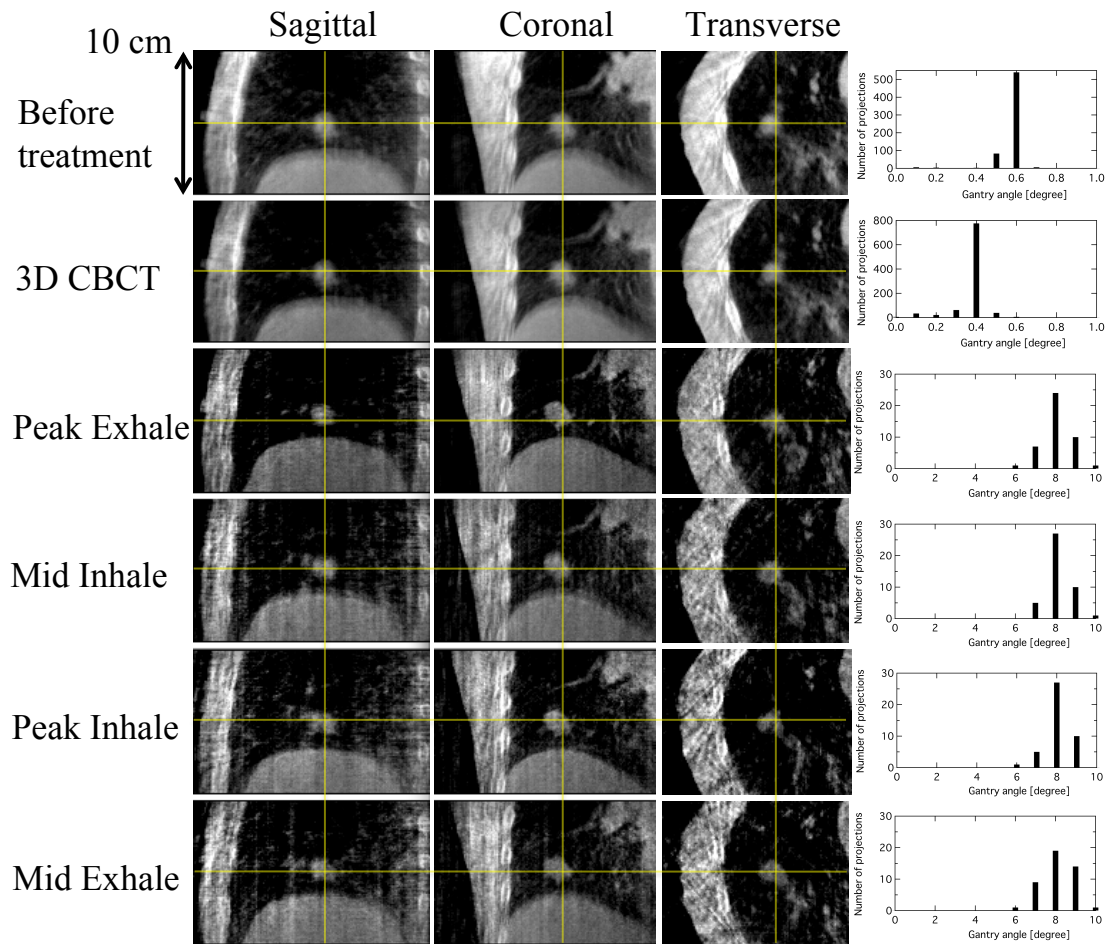 Sagittal Coronal Transverse
10 cm
Before
treatment
Number of projections
500
400
300
200
100
0
0.0 0.2 0.4 0.6 0.8 1.0
Gantry angle [degree]
3D CBCT
Number of projections
800
600
400
200
0
0.0 0.2 0.4 0.6 0.8 1.0
Gantry angle [degree]
Peak Exhale
Number of projections
30
20
10
0
0 2 4 6 8 10
Gantry angle [degree]
Mid Inhale
Number of projections
30
20
10
0
0 2 4 6 8 10
Gantry angle [degree]
Peak Inhale
Number of projections
30
20
10
0
0 2 4 6 8 10
Gantry angle [degree]
Mid Exhale
Number of projections
30
20
10
0
0 2 4 6 8 10
Gantry angle [degree]